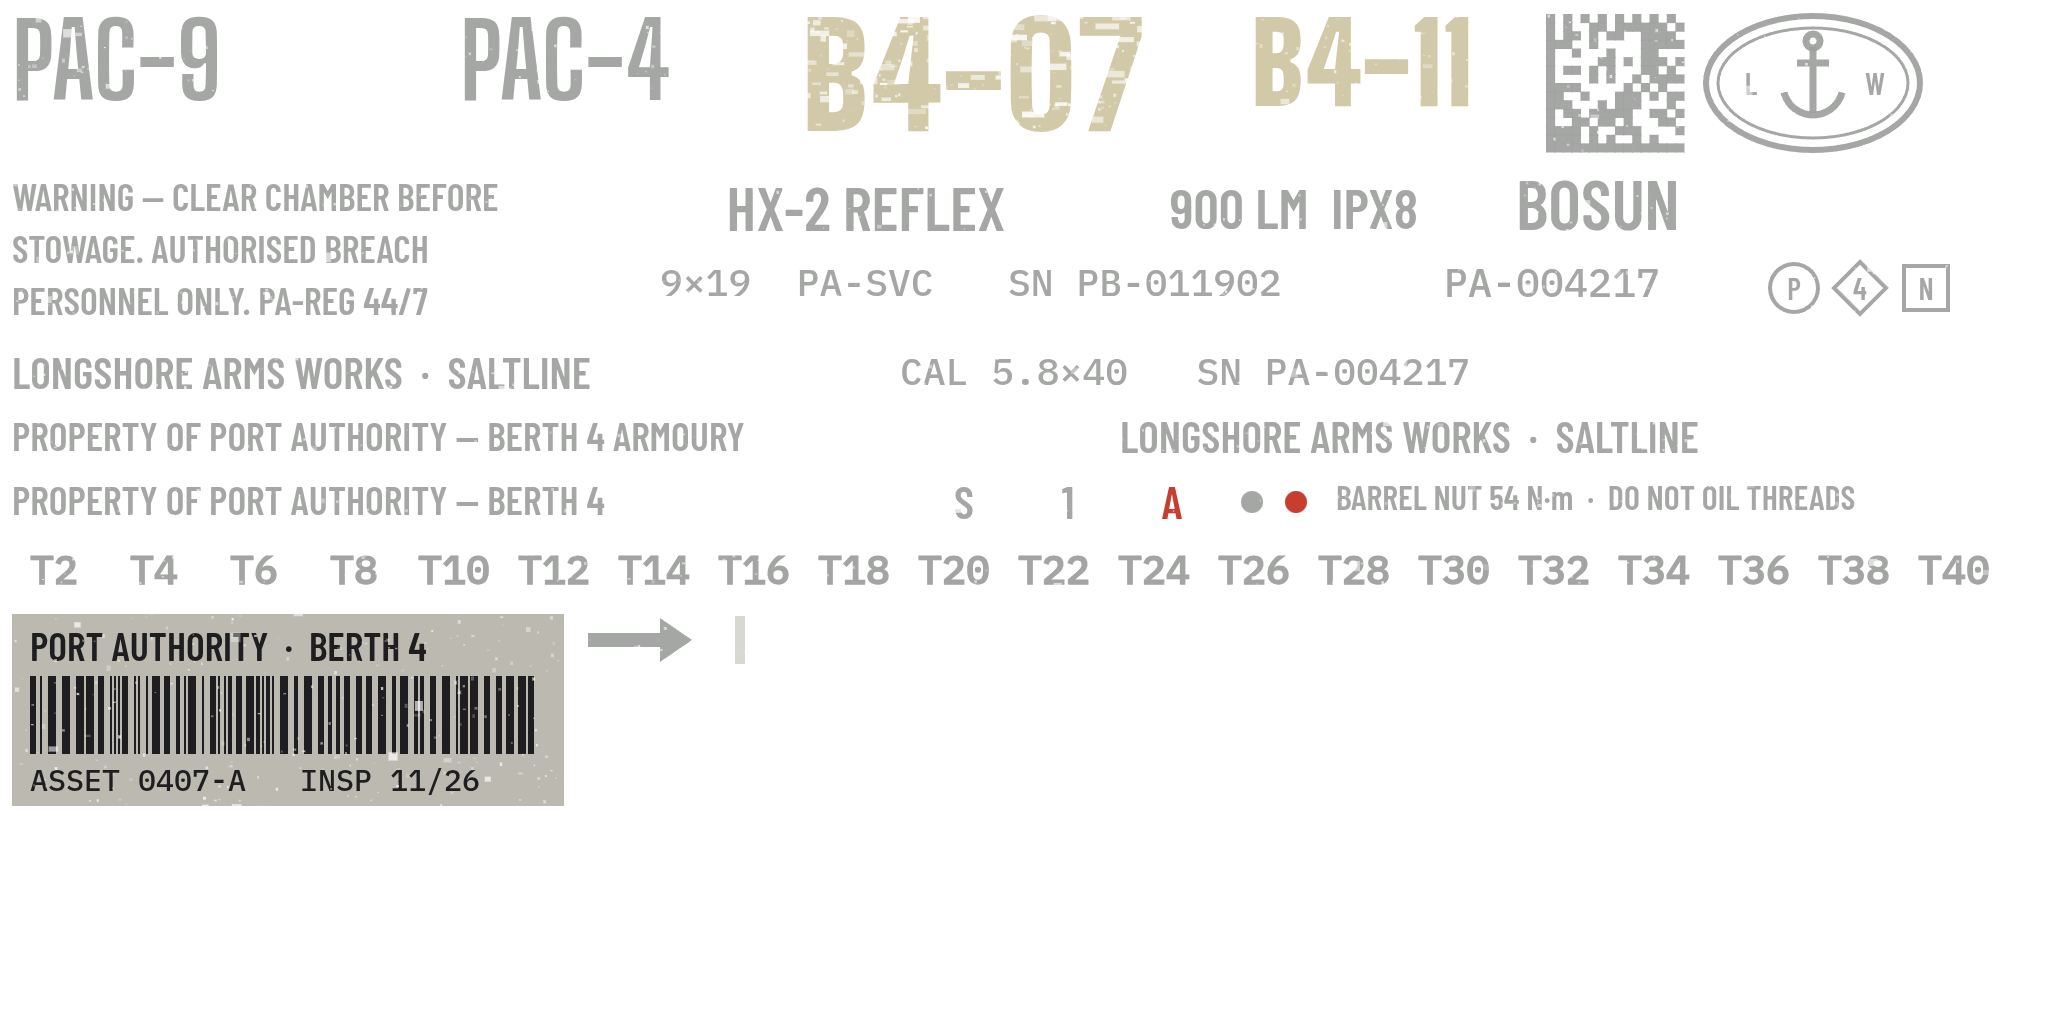 PAC-9 PAC-4 B4-07 B4-11 L W
WARNING — CLEAR CHAMBER BEFORE
STOWAGE. AUTHORISED BREACH
PERSONNEL ONLY. PA-REG 44/7
HX-2 REFLEX 900 LM IPX8 BOSUN
9×19 PA-SVC SN PB-011902 PA-004217 P 4 N
LONGSHORE ARMS WORKS · SALTLINE CAL 5.8×40 SN PA-004217
PROPERTY OF PORT AUTHORITY — BERTH 4 ARMOURY LONGSHORE ARMS WORKS · SALTLINE
PROPERTY OF PORT AUTHORITY — BERTH 4 S 1 A BARREL NUT 54 N·m · DO NOT OIL THREADS
T2 T4 T6 T8 T10 T12 T14 T16 T18 T20 T22 T24 T26 T28 T30 T32 T34 T36 T38 T40
PORT AUTHORITY · BERTH 4
ASSET 0407-A INSP 11/26